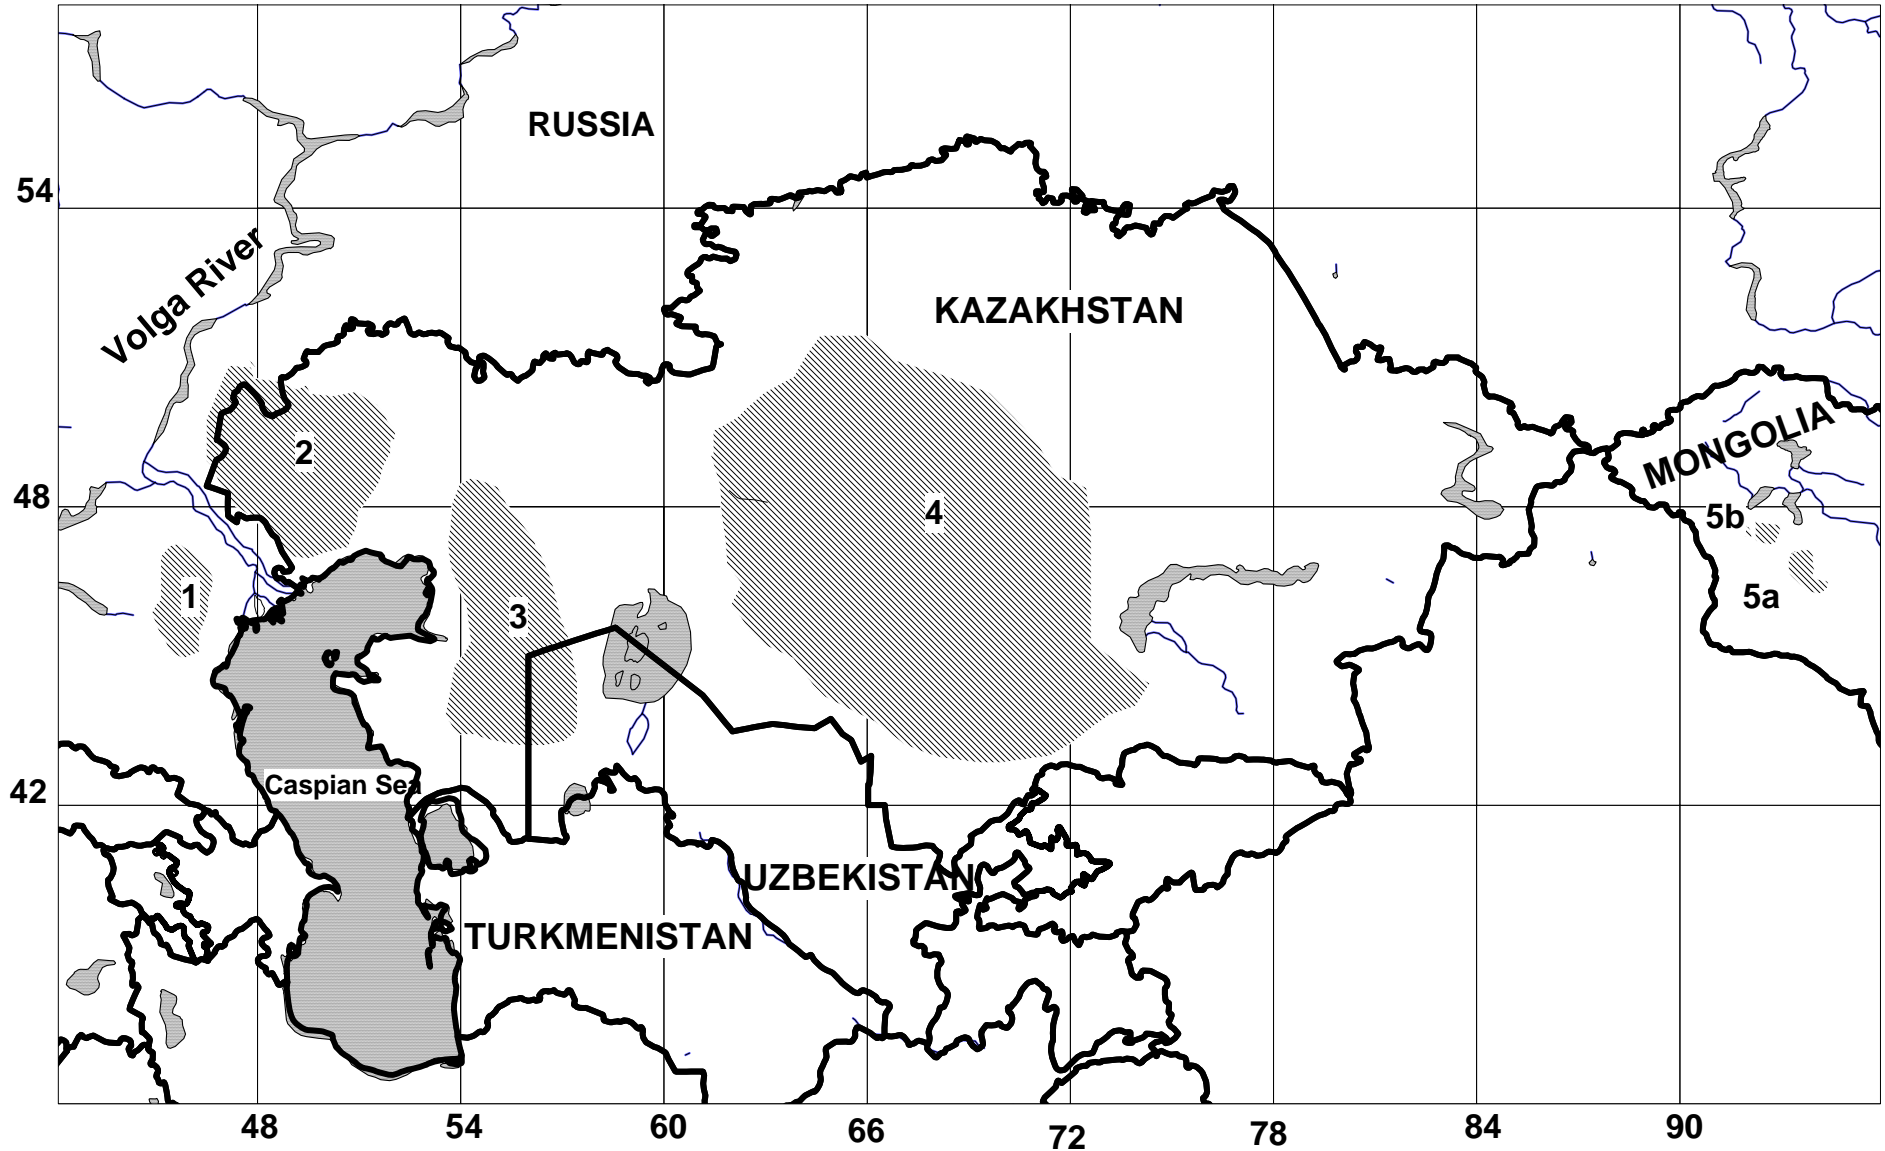 RUSSIA
54
Volga River
KAZAKHSTAN
MONGOLIA
2
48
4
5b
1
3
5a
Caspian Sea
42
UZBEKISTAN
TURKMENISTAN
48
54
60
66
72
78
84
90